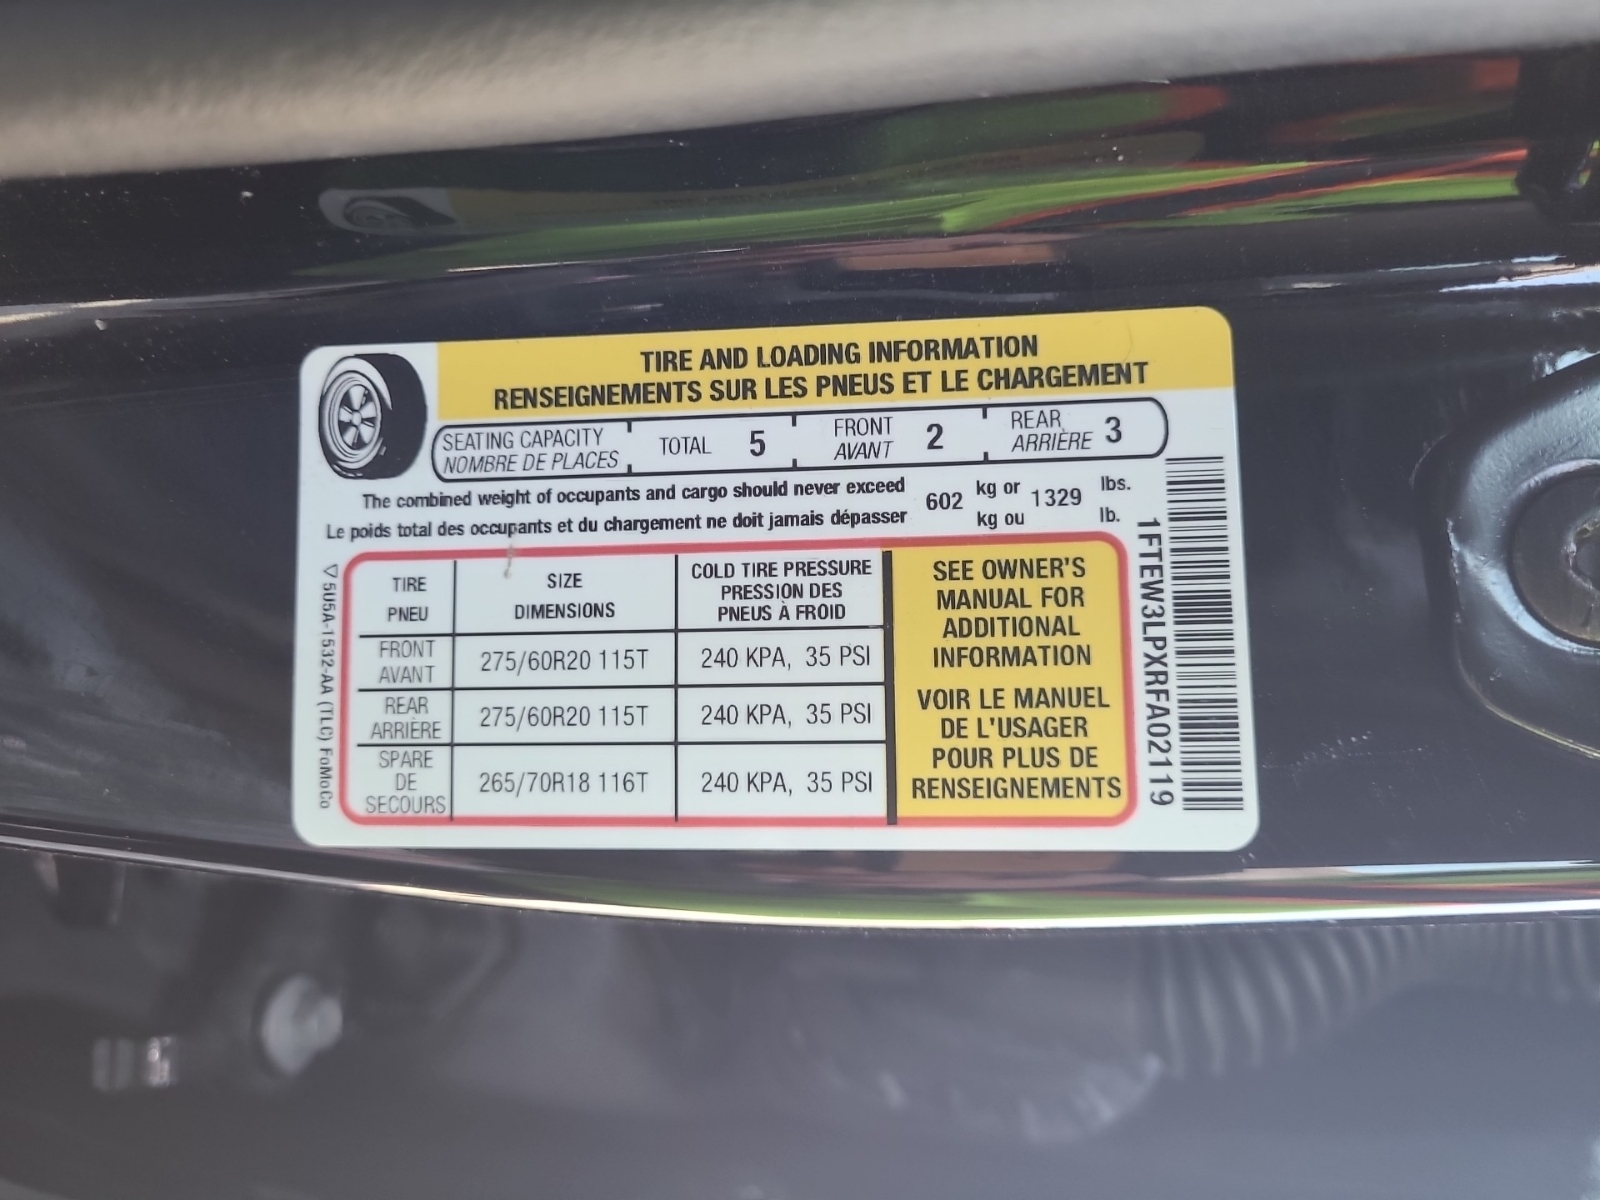 TIRE AND LOADING INFORMATION
RENSEIGNEMENTS SUR LES PNEUS ET LE CHARGEMENT
SEATING CAPACITY
NOMBRE DE PLACES
TOTAL 5
FRONT
AVANT
2
REAR
ARRIÈRE
3
The combined weight of occupants and cargo should never exceed 602 kg or 1329 lbs.
Le poids total des occupants et du chargement ne doit jamais dépasser kg ou lb.
TIRE
PNEU
SIZE
DIMENSIONS
COLD TIRE PRESSURE
PRESSION DES
PNEUS À FROID
FRONT
AVANT
275/60R20 115T
240 KPA, 35 PSI
REAR
ARRIÈRE
275/60R20 115T
240 KPA, 35 PSI
SPARE
DE
SECOURS
265/70R18 116T
240 KPA, 35 PSI
SEE OWNER'S
MANUAL FOR
ADDITIONAL
INFORMATION
VOIR LE MANUEL
DE L'USAGER
POUR PLUS DE
RENSEIGNEMENTS
5U5A-1532-AA (TLC) FoMoCo
1FTEW3LPXRFA02119